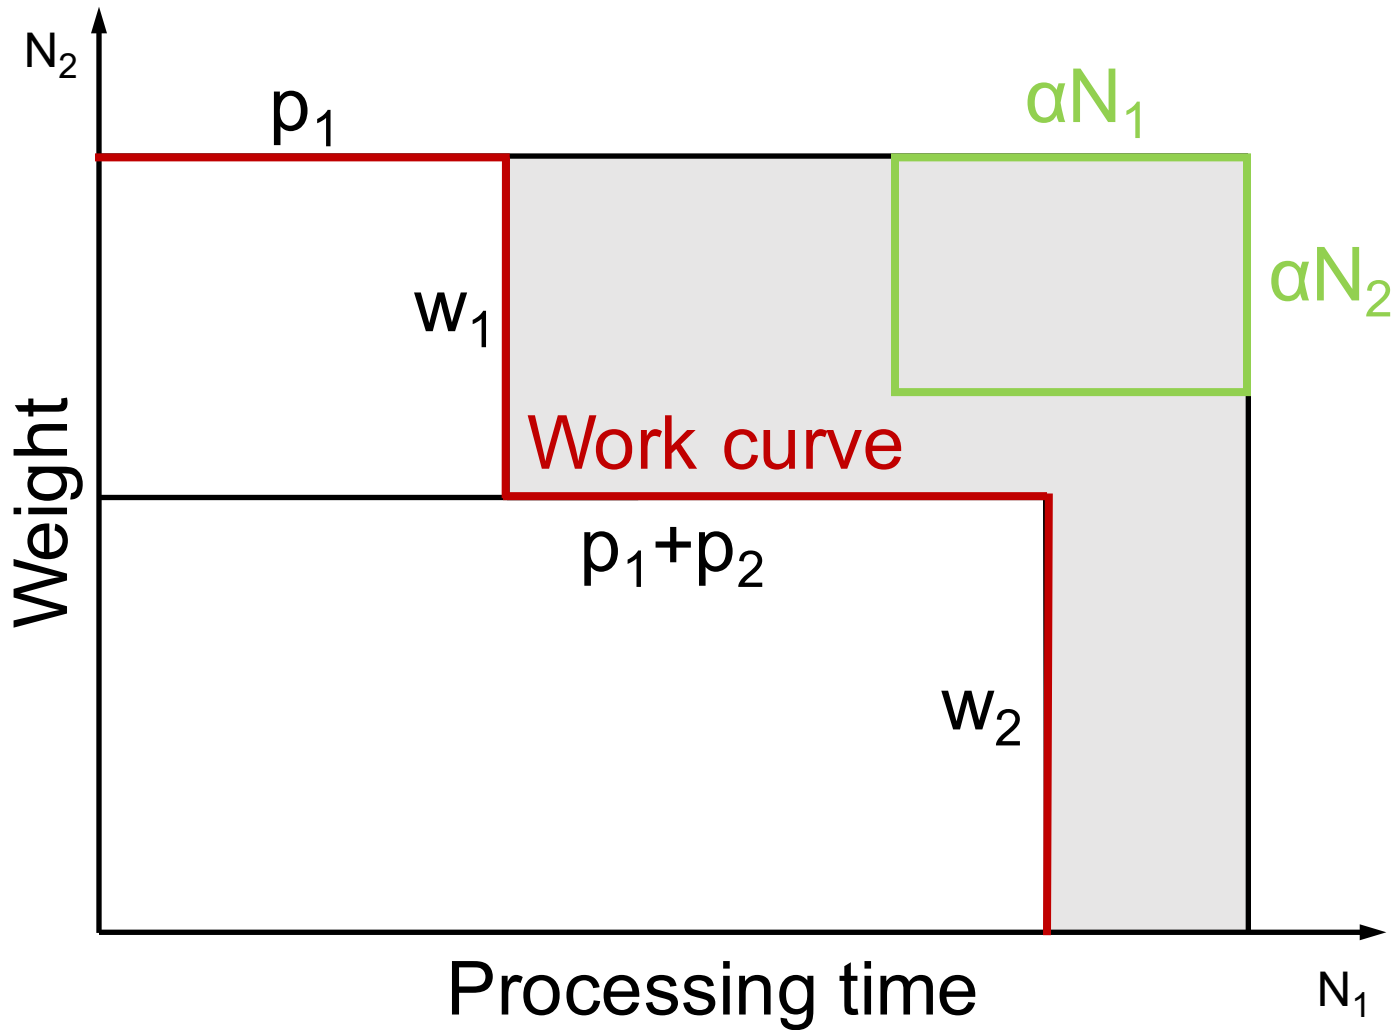 N₂
p₁
αN₁
w₁
αN₂
Work curve
p₁+p₂
Weight
w₂
Processing time
N₁